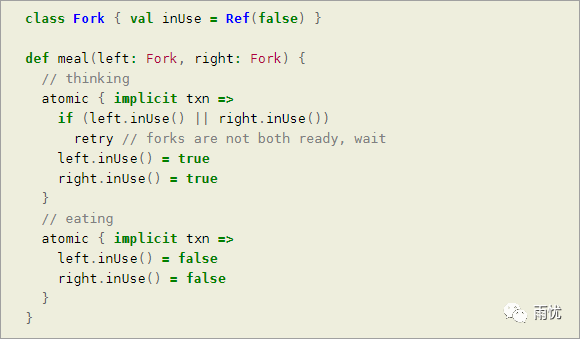 class Fork { val inUse = Ref(false) }
def meal(left: Fork, right: Fork) {
  // thinking
  atomic { implicit txn =>
    if (left.inUse() || right.inUse())
      retry // forks are not both ready, wait
    left.inUse() = true
    right.inUse() = true
  }
  // eating
  atomic { implicit txn =>
    left.inUse() = false
    right.inUse() = false
  }
}
雨忧